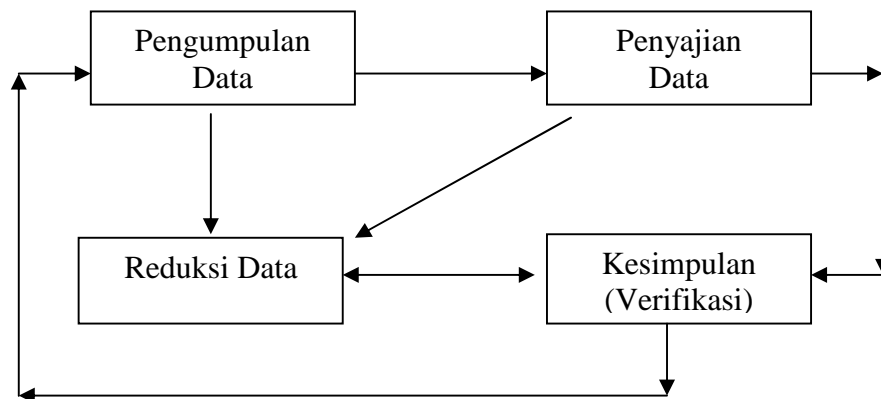 Pengumpulan
Data
Penyajian
Data
Reduksi Data
Kesimpulan
(Verifikasi)